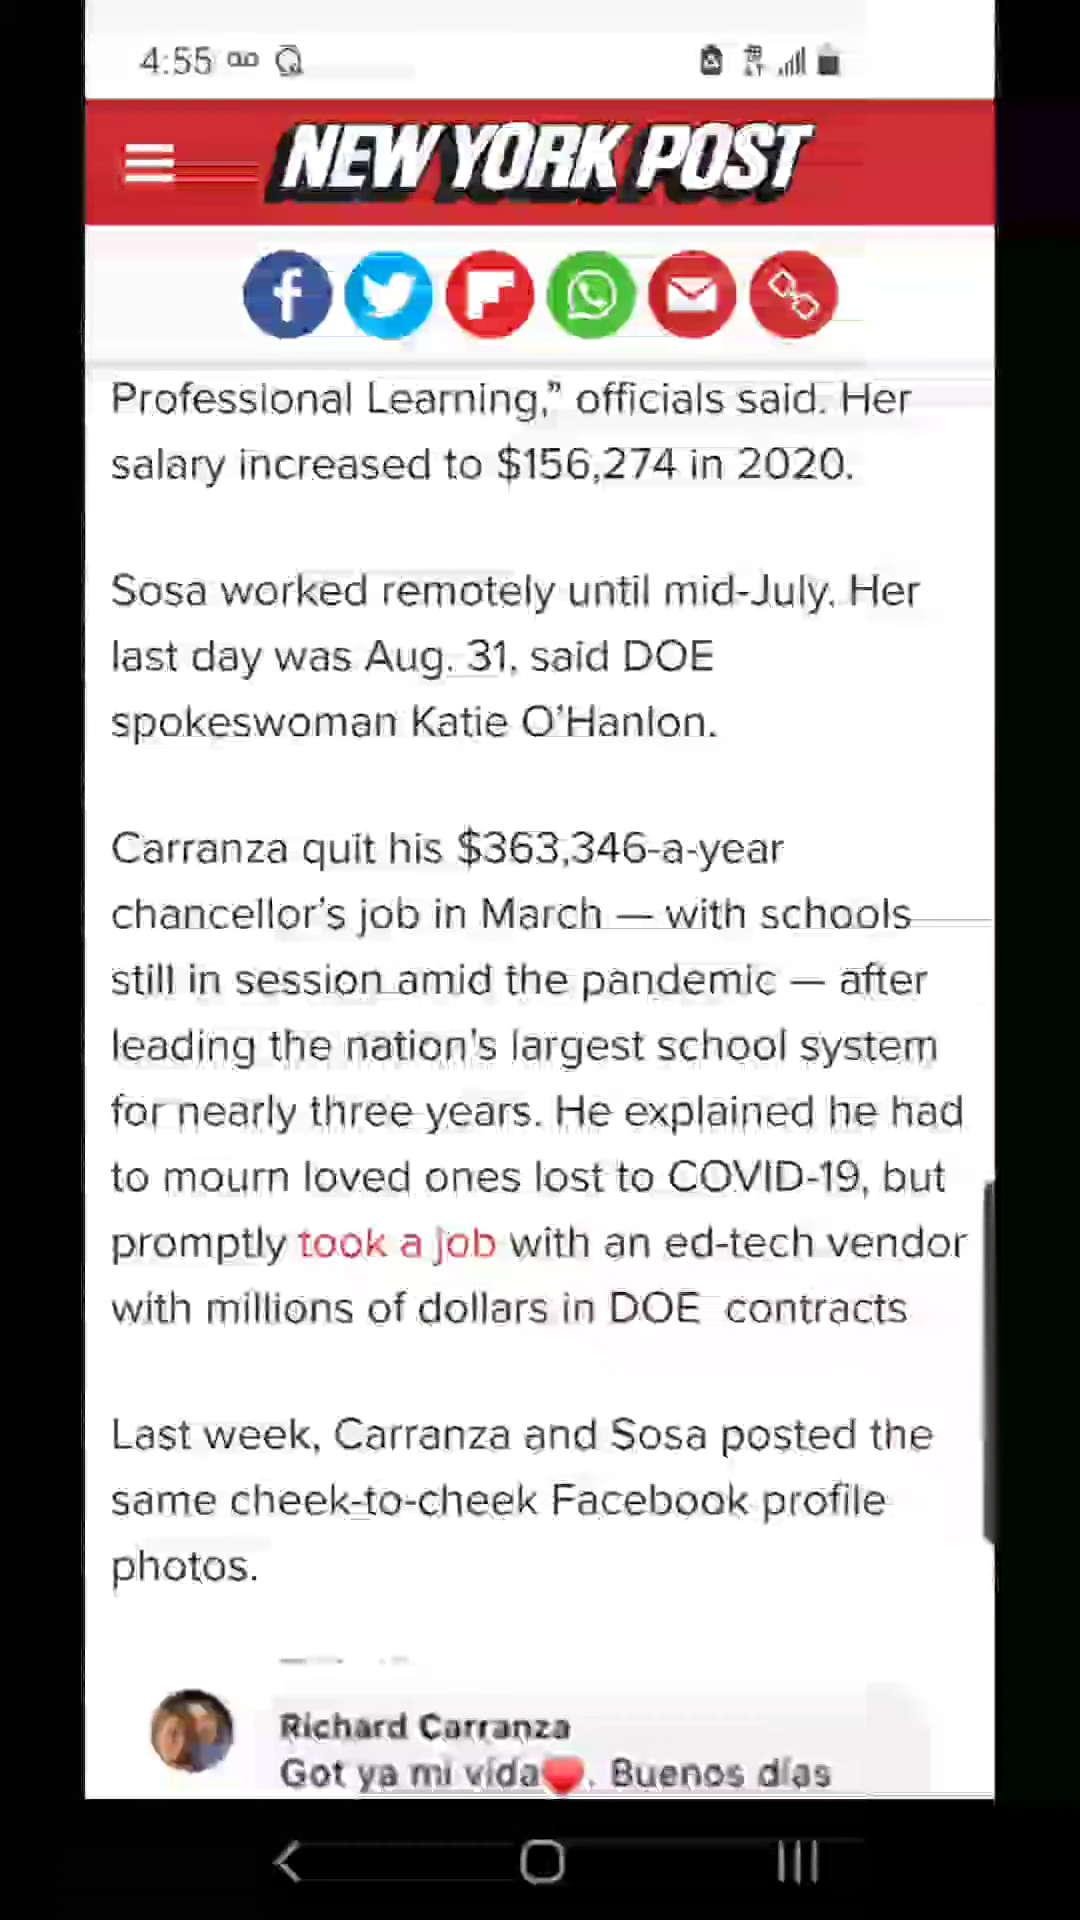 4:55
NEW YORK POST
Professional Learning,” officials said. Her
salary increased to $156,274 in 2020.
Sosa worked remotely until mid-July. Her
last day was Aug. 31, said DOE
spokeswoman Katie O’Hanlon.
Carranza quit his $363,346-a-year
chancellor’s job in March — with schools
still in session amid the pandemic — after
leading the nation’s largest school system
for nearly three years. He explained he had
to mourn loved ones lost to COVID-19, but
promptly took a job with an ed-tech vendor
with millions of dollars in DOE contracts
Last week, Carranza and Sosa posted the
same cheek-to-cheek Facebook profile
photos.
Richard Carranza
Got ya mi vida❤️. Buenos días